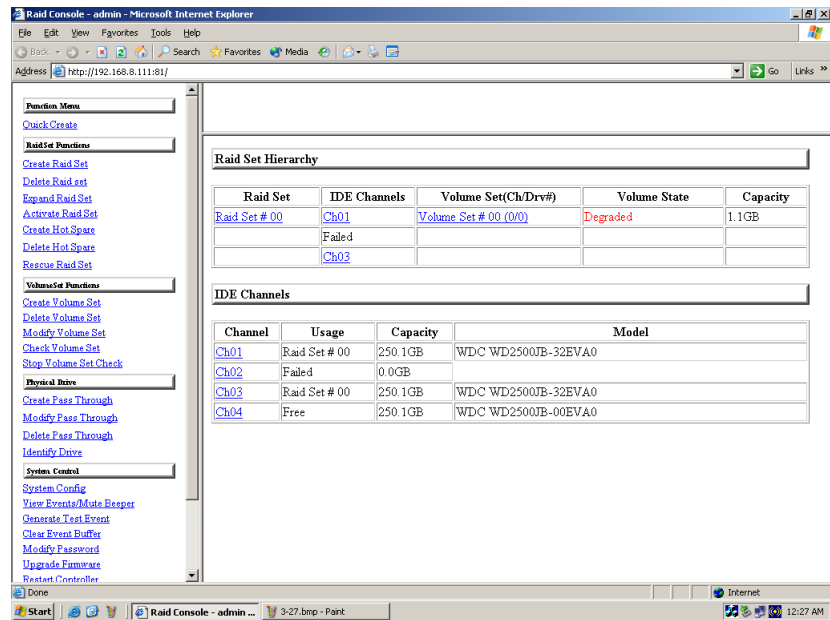 Raid Console - admin - Microsoft Internet Explorer
File Edit View Favorites Tools Help
Back Search Favorites Media
Address http://192.168.8.111:81/ Go Links »
Function Menu
Quick Create
RaidSet Functions
Create Raid Set
Delete Raid set
Expand Raid Set
Activate Raid Set
Create Hot Spare
Delete Hot Spare
Rescue Raid Set
VolumeSet Functions
Create Volume Set
Delete Volume Set
Modify Volume Set
Check Volume Set
Stop Volume Set Check
Physical Drive
Create Pass Through
Modify Pass Through
Delete Pass Through
Identify Drive
System Control
System Config
View Events/Mute Beeper
Generate Test Event
Clear Event Buffer
Modify Password
Upgrade Firmware
Restart Controller
Raid Set Hierarchy
Raid Set IDE Channels Volume Set(Ch/Drv#) Volume State Capacity
Raid Set # 00 Ch01 Volume Set # 00 (0/0) Degraded 1.1GB
Failed
Ch03
IDE Channels
Channel Usage Capacity Model
Ch01 Raid Set # 00 250.1GB WDC WD2500JB-32EVA0
Ch02 Failed 0.0GB
Ch03 Raid Set # 00 250.1GB WDC WD2500JB-32EVA0
Ch04 Free 250.1GB WDC WD2500JB-00EVA0
Done Internet
Start Raid Console - admin ... 3-27.bmp - Paint 12:27 AM